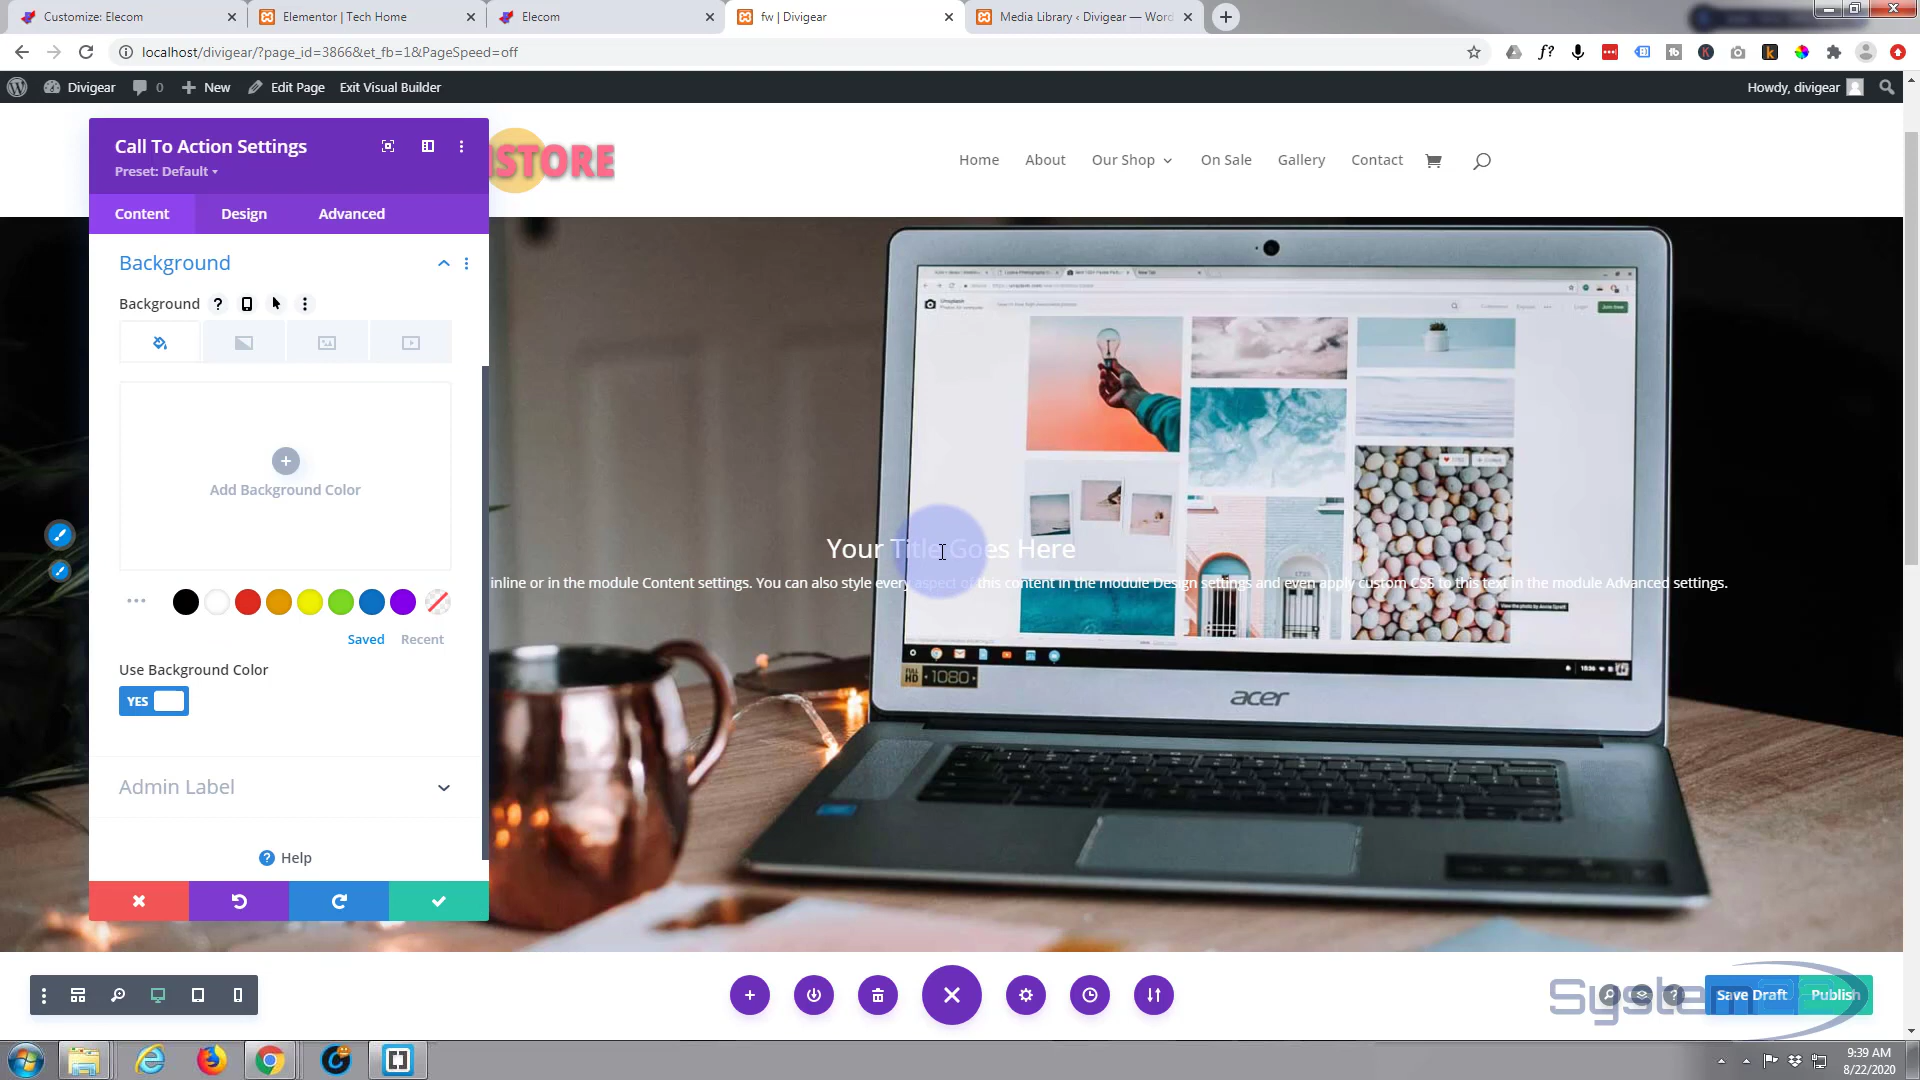 Customize: Elecom
Elementor | Tech Home
Elecom
fw | Divigear
Media Library ‹ Divigear — Word
localhost/divigear/?page_id=3866&et_fb=1&PageSpeed=off
Divigear
0
New
Edit Page
Exit Visual Builder
Howdy, divigear
Call To Action Settings
Preset: Default
STORE
Home
About
Our Shop
On Sale
Gallery
Contact
Content
Design
Advanced
Background
Background
Add Background Color
Saved
Recent
Use Background Color
YES
Admin Label
Help
Your Title Goes Here
inline or in the module Content settings. You can also style every aspect of this content in the module Design settings and even apply custom CSS to this text in the module Advanced settings.
Unsplash
FULL HD 1080
acer
Save Draft
Publish
System
9:39 AM
8/22/2020